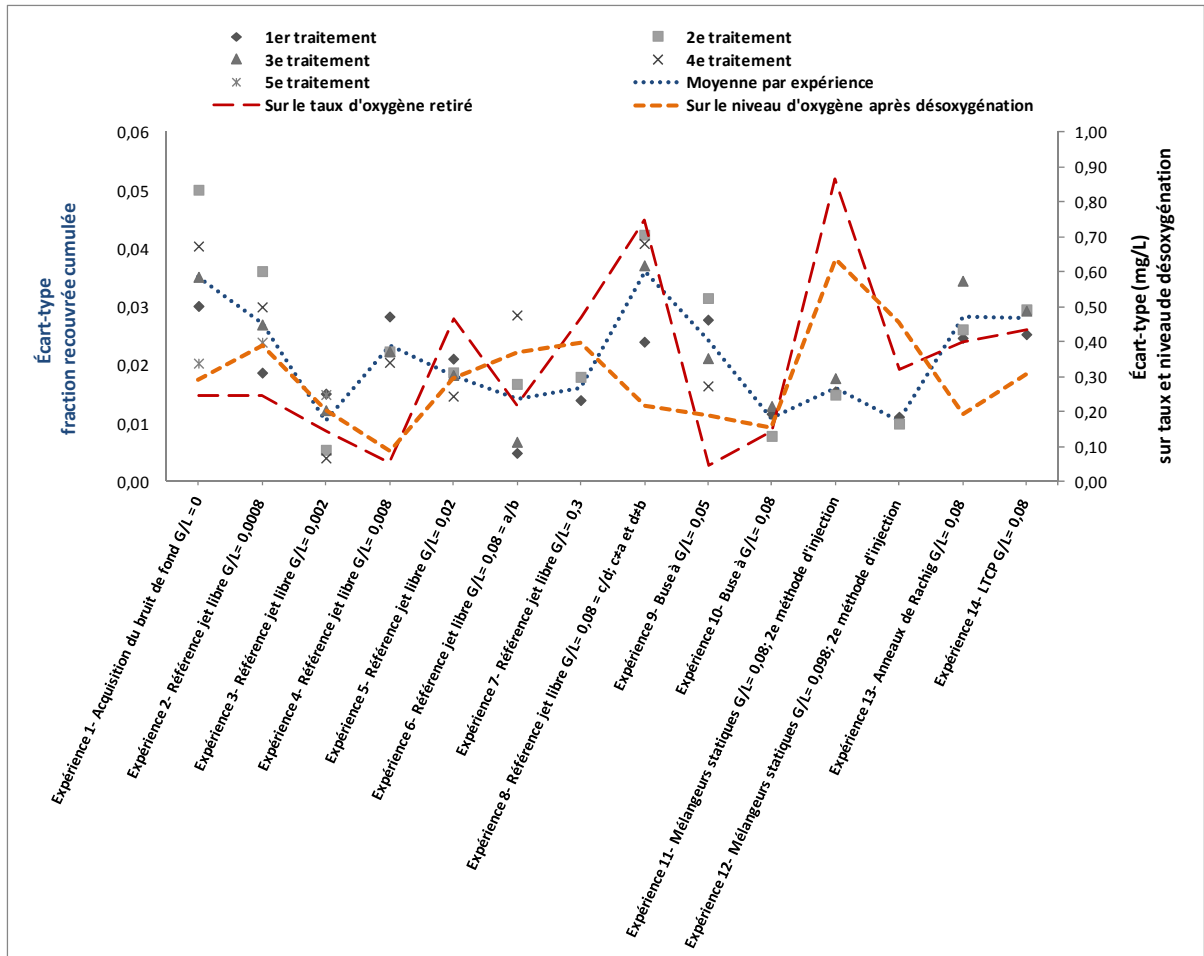 1er traitement
2e traitement
3e traitement
4e traitement
5e traitement
Moyenne par expérience
Sur le taux d'oxygène retiré
Sur le niveau d'oxygène après désoxygénation
0,06
0,05
0,04
0,03
0,02
0,01
0,00
Écart-type
fraction recouvrée cumulée
1,00
0,90
0,80
0,70
0,60
0,50
0,40
0,30
0,20
0,10
0,00
Écart-type (mg/L)
sur taux et niveau de désoxygénation
Expérience 1- Acquisition du bruit de fond G/L = 0
Expérience 2- Référence jet libre G/L= 0,0008
Expérience 3- Référence jet libre G/L= 0,002
Expérience 4- Référence jet libre G/L= 0,008
Expérience 5- Référence jet libre G/L= 0,02
Expérience 6- Référence jet libre G/L= 0,08 = a/b
Expérience 7- Référence jet libre G/L= 0,3
Expérience 8- Référence jet libre G/L= 0,08 = c/d; c≠a et d≠b
Expérience 9- Buse à G/L= 0,05
Expérience 10- Buse à G/L= 0,08
Expérience 11- Mélangeurs statiques G/L= 0,08; 2e méthode d'injection
Expérience 12- Mélangeurs statiques G/L= 0,098; 2e méthode d'injection
Expérience 13- Anneaux de Rachig G/L= 0,08
Expérience 14- LTCP G/L= 0,08